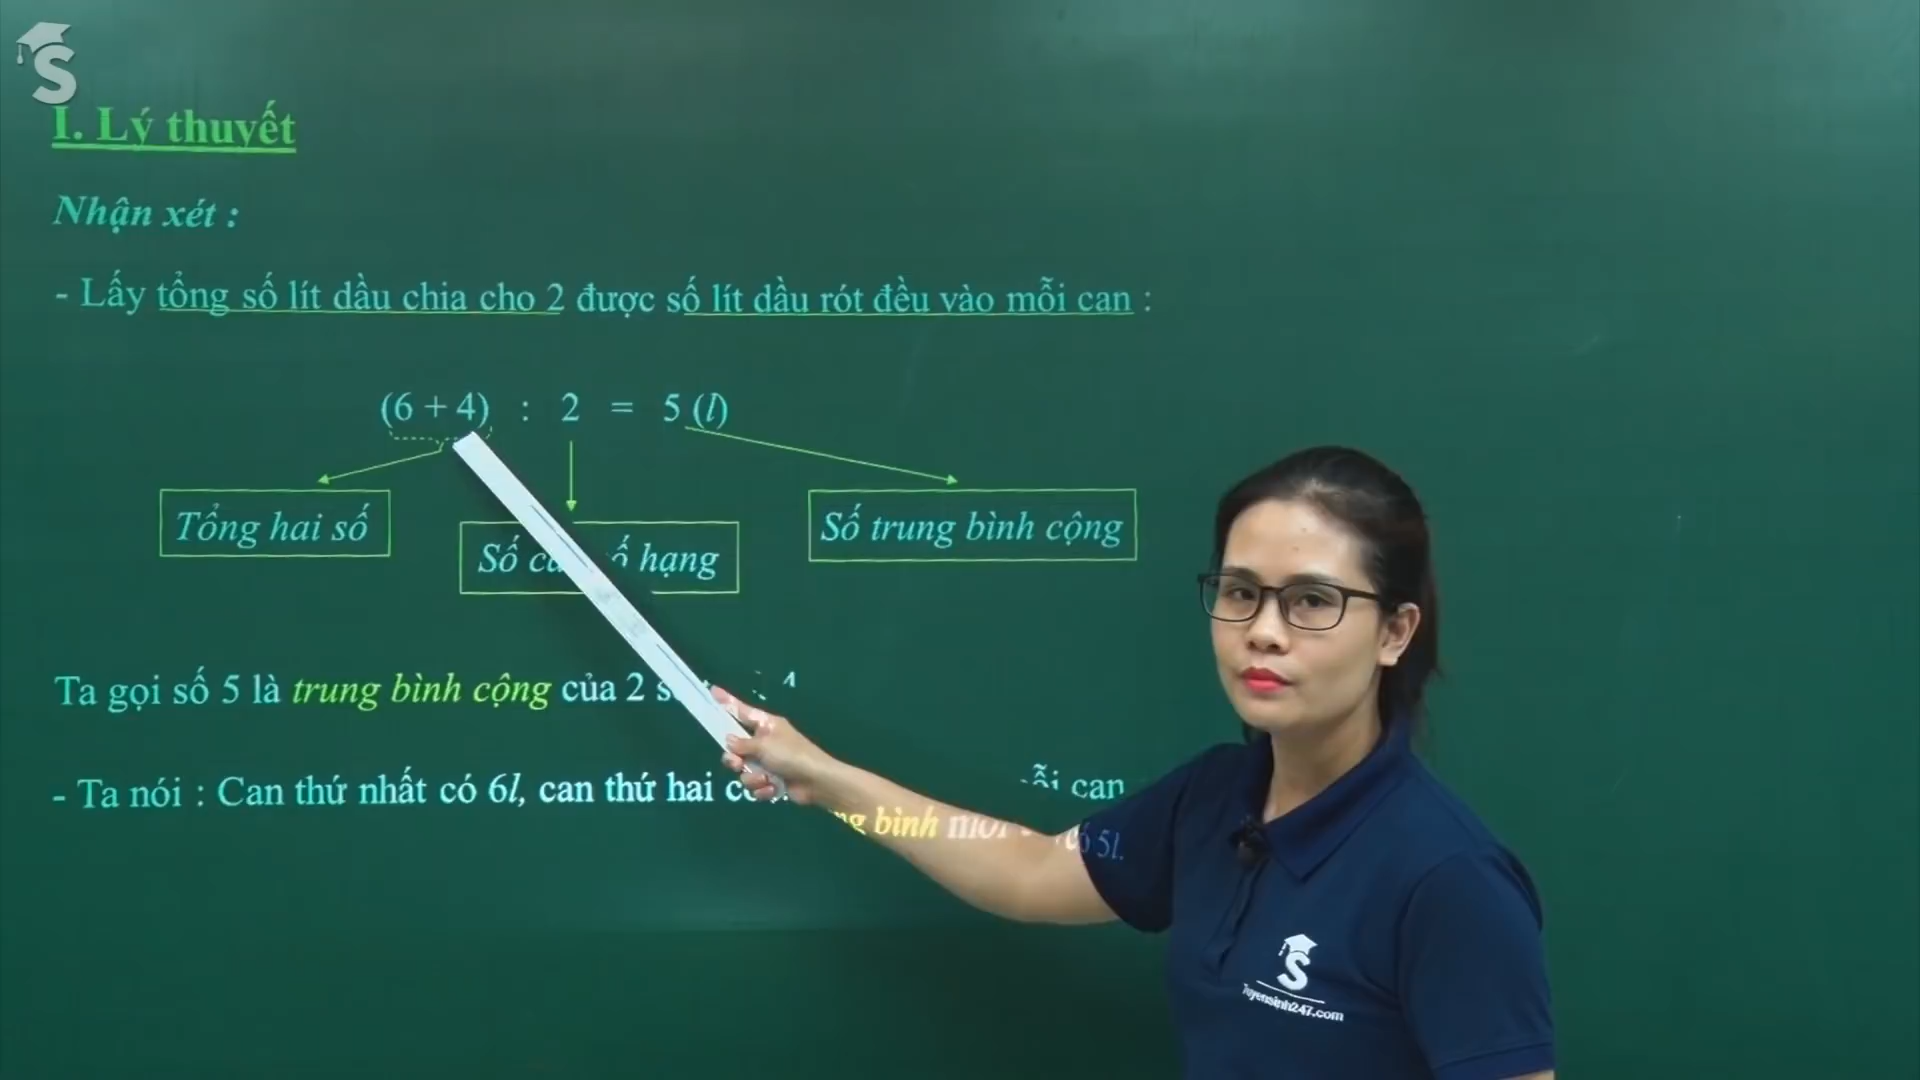 S
I. Lý thuyết
Nhận xét :
- Lấy tổng số lít dầu chia cho 2 được số lít dầu rót đều vào mỗi can :
(6 + 4) : 2 = 5 (l)
Tổng hai số
Số hạng
Số trung bình cộng
Ta gọi số 5 là trung bình cộng của 2 4
- Ta nói : Can thứ nhất có 6l, can thứ hai can
bình có 5l.
S
Tuyensinh247.com